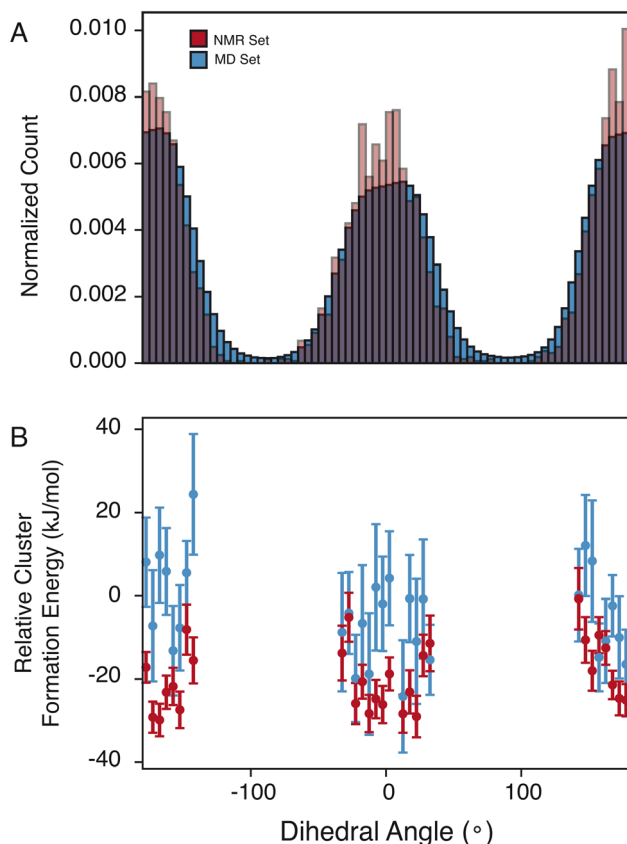 A
0.010
0.008
0.006
0.004
0.002
0.000
Normalized Count
NMR Set
MD Set
B
40
20
0
-20
-40
Relative Cluster
Formation Energy (kJ/mol)
-100
0
100
Dihedral Angle (°)